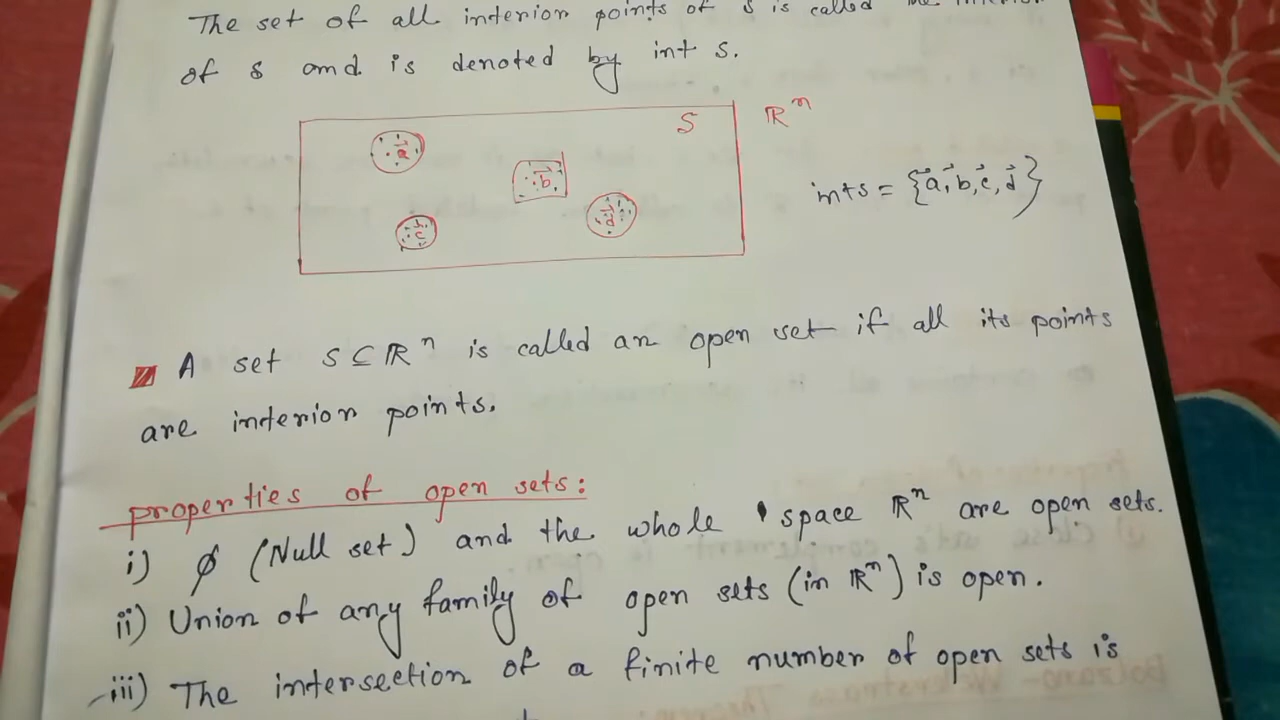 The set of all interior points of S is called the interior
of S and is denoted by int S.
S
ℝⁿ
a⃗
b⃗
c⃗
d⃗
int S = {a⃗, b⃗, c⃗, d⃗}
A set S ⊆ ℝⁿ is called an open set if all its points
are interior points.
properties of open sets:
i) ϕ (Null set) and the whole space ℝⁿ are open sets.
ii) Union of any family of open sets (in ℝⁿ) is open.
iii) The intersection of a finite number of open sets is